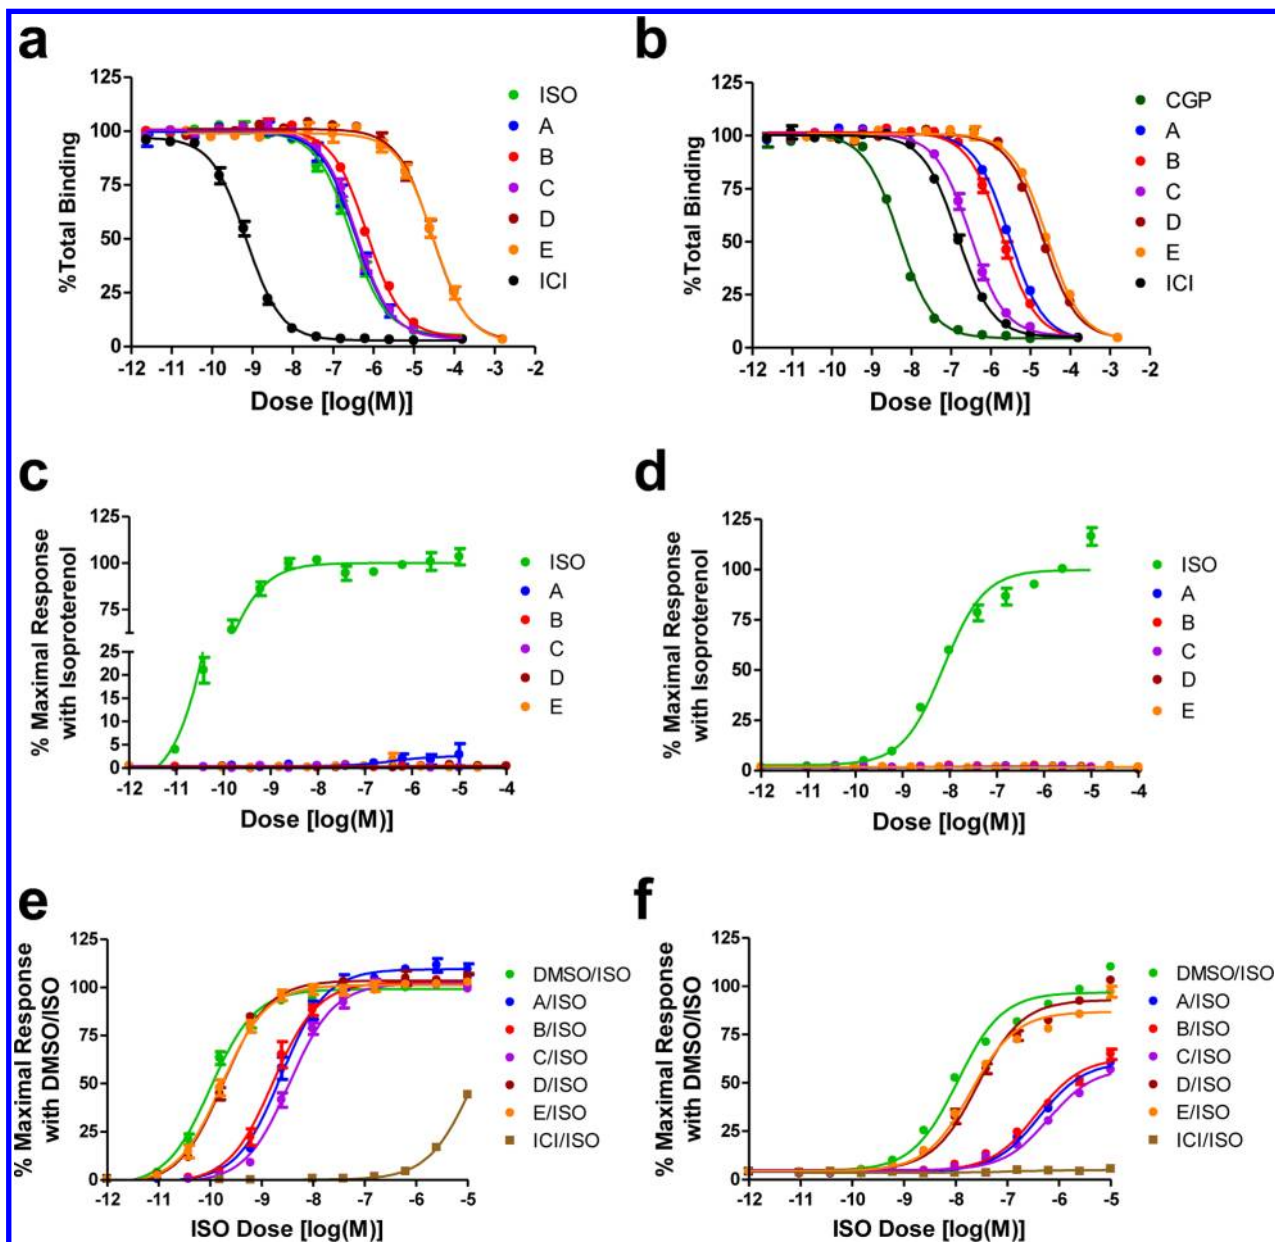 a
125
100
75
50
25
0
%Total Binding
-12 -11 -10 -9 -8 -7 -6 -5 -4 -3 -2
Dose [log(M)]
ISO
A
B
C
D
E
ICI
b
125
100
75
50
25
0
%Total Binding
-12 -11 -10 -9 -8 -7 -6 -5 -4 -3 -2
Dose [log(M)]
CGP
A
B
C
D
E
ICI
c
125
100
75
25
20
15
10
5
0
% Maximal Response
with Isoproterenol
-12 -11 -10 -9 -8 -7 -6 -5 -4
Dose [log(M)]
ISO
A
B
C
D
E
d
125
100
75
50
25
0
% Maximal Response
with Isoproterenol
-12 -11 -10 -9 -8 -7 -6 -5 -4
Dose [log(M)]
ISO
A
B
C
D
E
e
125
100
75
50
25
0
% Maximal Response
with DMSO/ISO
-12 -11 -10 -9 -8 -7 -6 -5
ISO Dose [log(M)]
DMSO/ISO
A/ISO
B/ISO
C/ISO
D/ISO
E/ISO
ICI/ISO
f
125
100
75
50
25
0
% Maximal Response
with DMSO/ISO
-12 -11 -10 -9 -8 -7 -6 -5
ISO Dose [log(M)]
DMSO/ISO
A/ISO
B/ISO
C/ISO
D/ISO
E/ISO
ICI/ISO